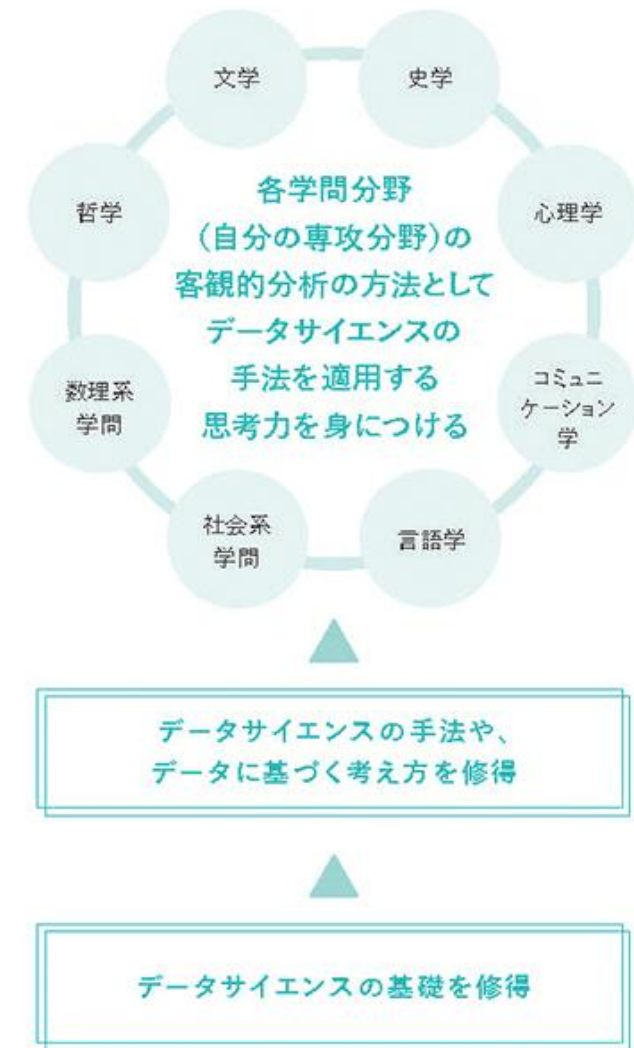 文学
史学
哲学
心理学
各学問分野
（自分の専攻分野）の
客観的分析の方法として
データサイエンスの
手法を適用する
思考力を身につける
数理系
学問
コミュニ
ケーション
学
社会系
学問
言語学
データサイエンスの手法や、
データに基づく考え方を修得
データサイエンスの基礎を修得